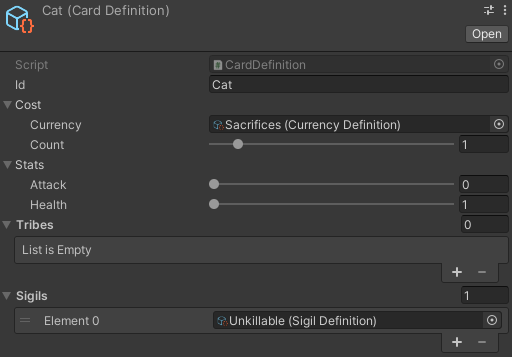 Cat (Card Definition)
Open
Script CardDefinition
Id Cat
Cost
Currency Sacrifices (Currency Definition)
Count 1
Stats
Attack 0
Health 1
Tribes 0
List is Empty
Sigils 1
Element 0 Unkillable (Sigil Definition)